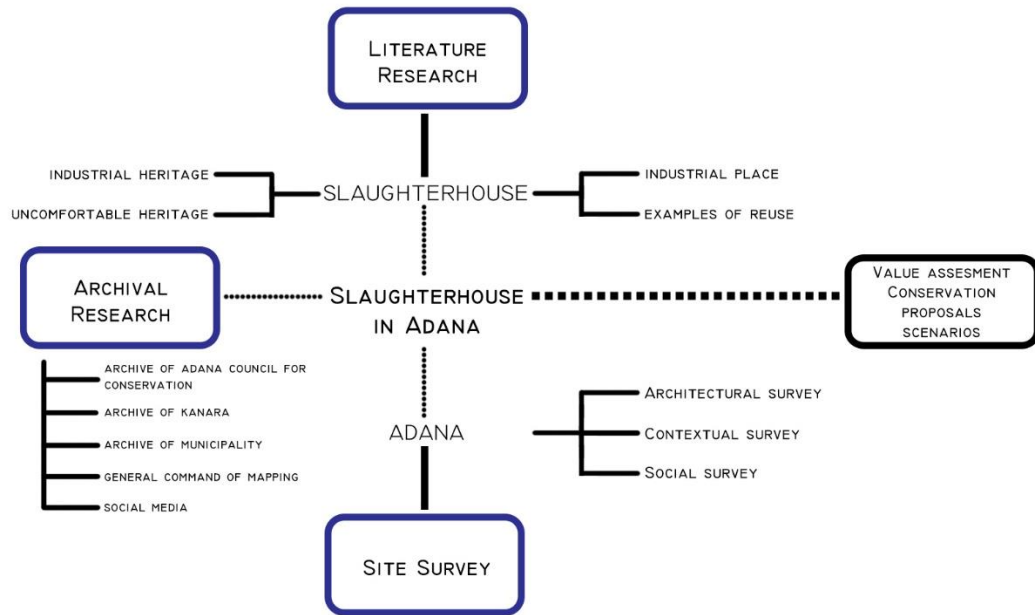 LITERATURE
RESEARCH
INDUSTRIAL HERITAGE
UNCOMFORTABLE HERITAGE
SLAUGHTERHOUSE
INDUSTRIAL PLACE
EXAMPLES OF REUSE
ARCHIVAL
RESEARCH
SLAUGHTERHOUSE
IN ADANA
VALUE ASSESMENT
CONSERVATION
PROPOSALS
SCENARIOS
ARCHIVE OF ADANA COUNCIL FOR
CONSERVATION
ARCHIVE OF KANARA
ARCHIVE OF MUNICIPALITY
GENERAL COMMAND OF MAPPING
SOCIAL MEDIA
ADANA
ARCHITECTURAL SURVEY
CONTEXTUAL SURVEY
SOCIAL SURVEY
SITE SURVEY